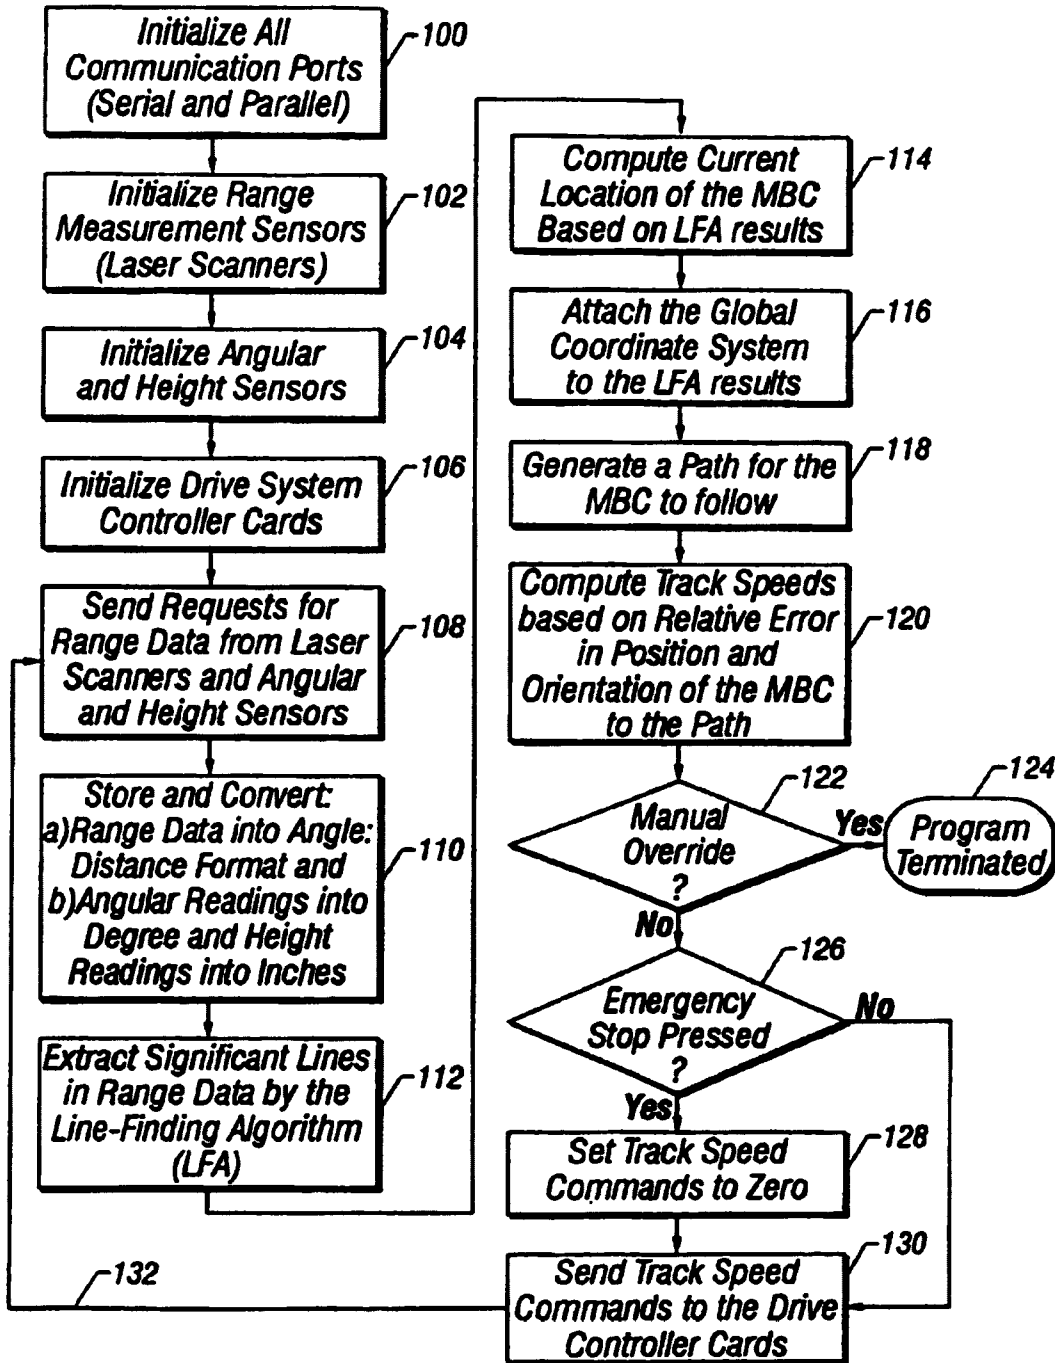 Initialize All
Communication Ports
(Serial and Parallel)
100
Initialize Range
Measurement Sensors
(Laser Scanners)
102
Initialize Angular
and Height Sensors
104
Initialize Drive System
Controller Cards
106
Send Requests for
Range Data from Laser
Scanners and Angular
and Height Sensors
108
Store and Convert:
a)Range Data into Angle:
Distance Format and
b)Angular Readings into
Degree and Height
Readings into Inches
110
Extract Significant Lines
in Range Data by the
Line-Finding Algorithm
(LFA)
112
Compute Current
Location of the MBC
Based on LFA results
114
Attach the Global
Coordinate System
to the LFA results
116
Generate a Path for the
MBC to follow
118
Compute Track Speeds
based on Relative Error
in Position and
Orientation of the MBC
to the Path
120
Manual
Override
?
122
Yes
Program
Terminated
124
No
Emergency
Stop Pressed
?
126
No
Yes
Set Track Speed
Commands to Zero
128
Send Track Speed
Commands to the Drive
Controller Cards
130
132